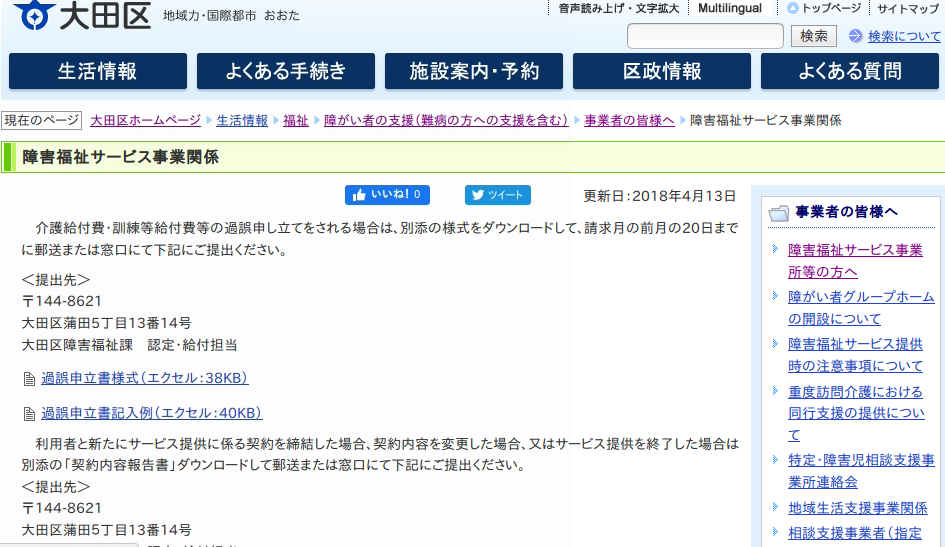 大田区 地域力・国際都市 おおた
音声読み上げ・文字拡大 Multilingual トップページ サイトマップ
検索 検索について
生活情報 よくある手続き 施設案内・予約 区政情報 よくある質問
現在のページ 大田区ホームページ 生活情報 福祉 障がい者の支援(難病の方への支援を含む) 事業者の皆様へ 障害福祉サービス事業関係
障害福祉サービス事業関係
いいね! 0 ツイート 更新日:2018年4月13日
介護給付費・訓練等給付費等の過誤申し立てをされる場合は、別添の様式をダウンロードして、請求月の前月の20日まで
に郵送または窓口にて下記にご提出ください。
<提出先>
〒144-8621
大田区蒲田5丁目13番14号
大田区障害福祉課 認定・給付担当
過誤申立書様式(エクセル:38KB)
過誤申立書記入例(エクセル:40KB)
利用者と新たにサービス提供に係る契約を締結した場合、契約内容を変更した場合、又はサービス提供を終了した場合は
別添の「契約内容報告書」ダウンロードして郵送または窓口にて下記にご提出ください。
<提出先>
〒144-8621
大田区蒲田5丁目13番14号
事業者の皆様へ
障害福祉サービス事業
所等の方へ
障がい者グループホーム
の開設について
障害福祉サービス提供
時の注意事項について
重度訪問介護における
同行支援の提供につい
て
特定・障害児相談支援事
業所連絡会
地域生活支援事業関係
相談支援事業者(指定